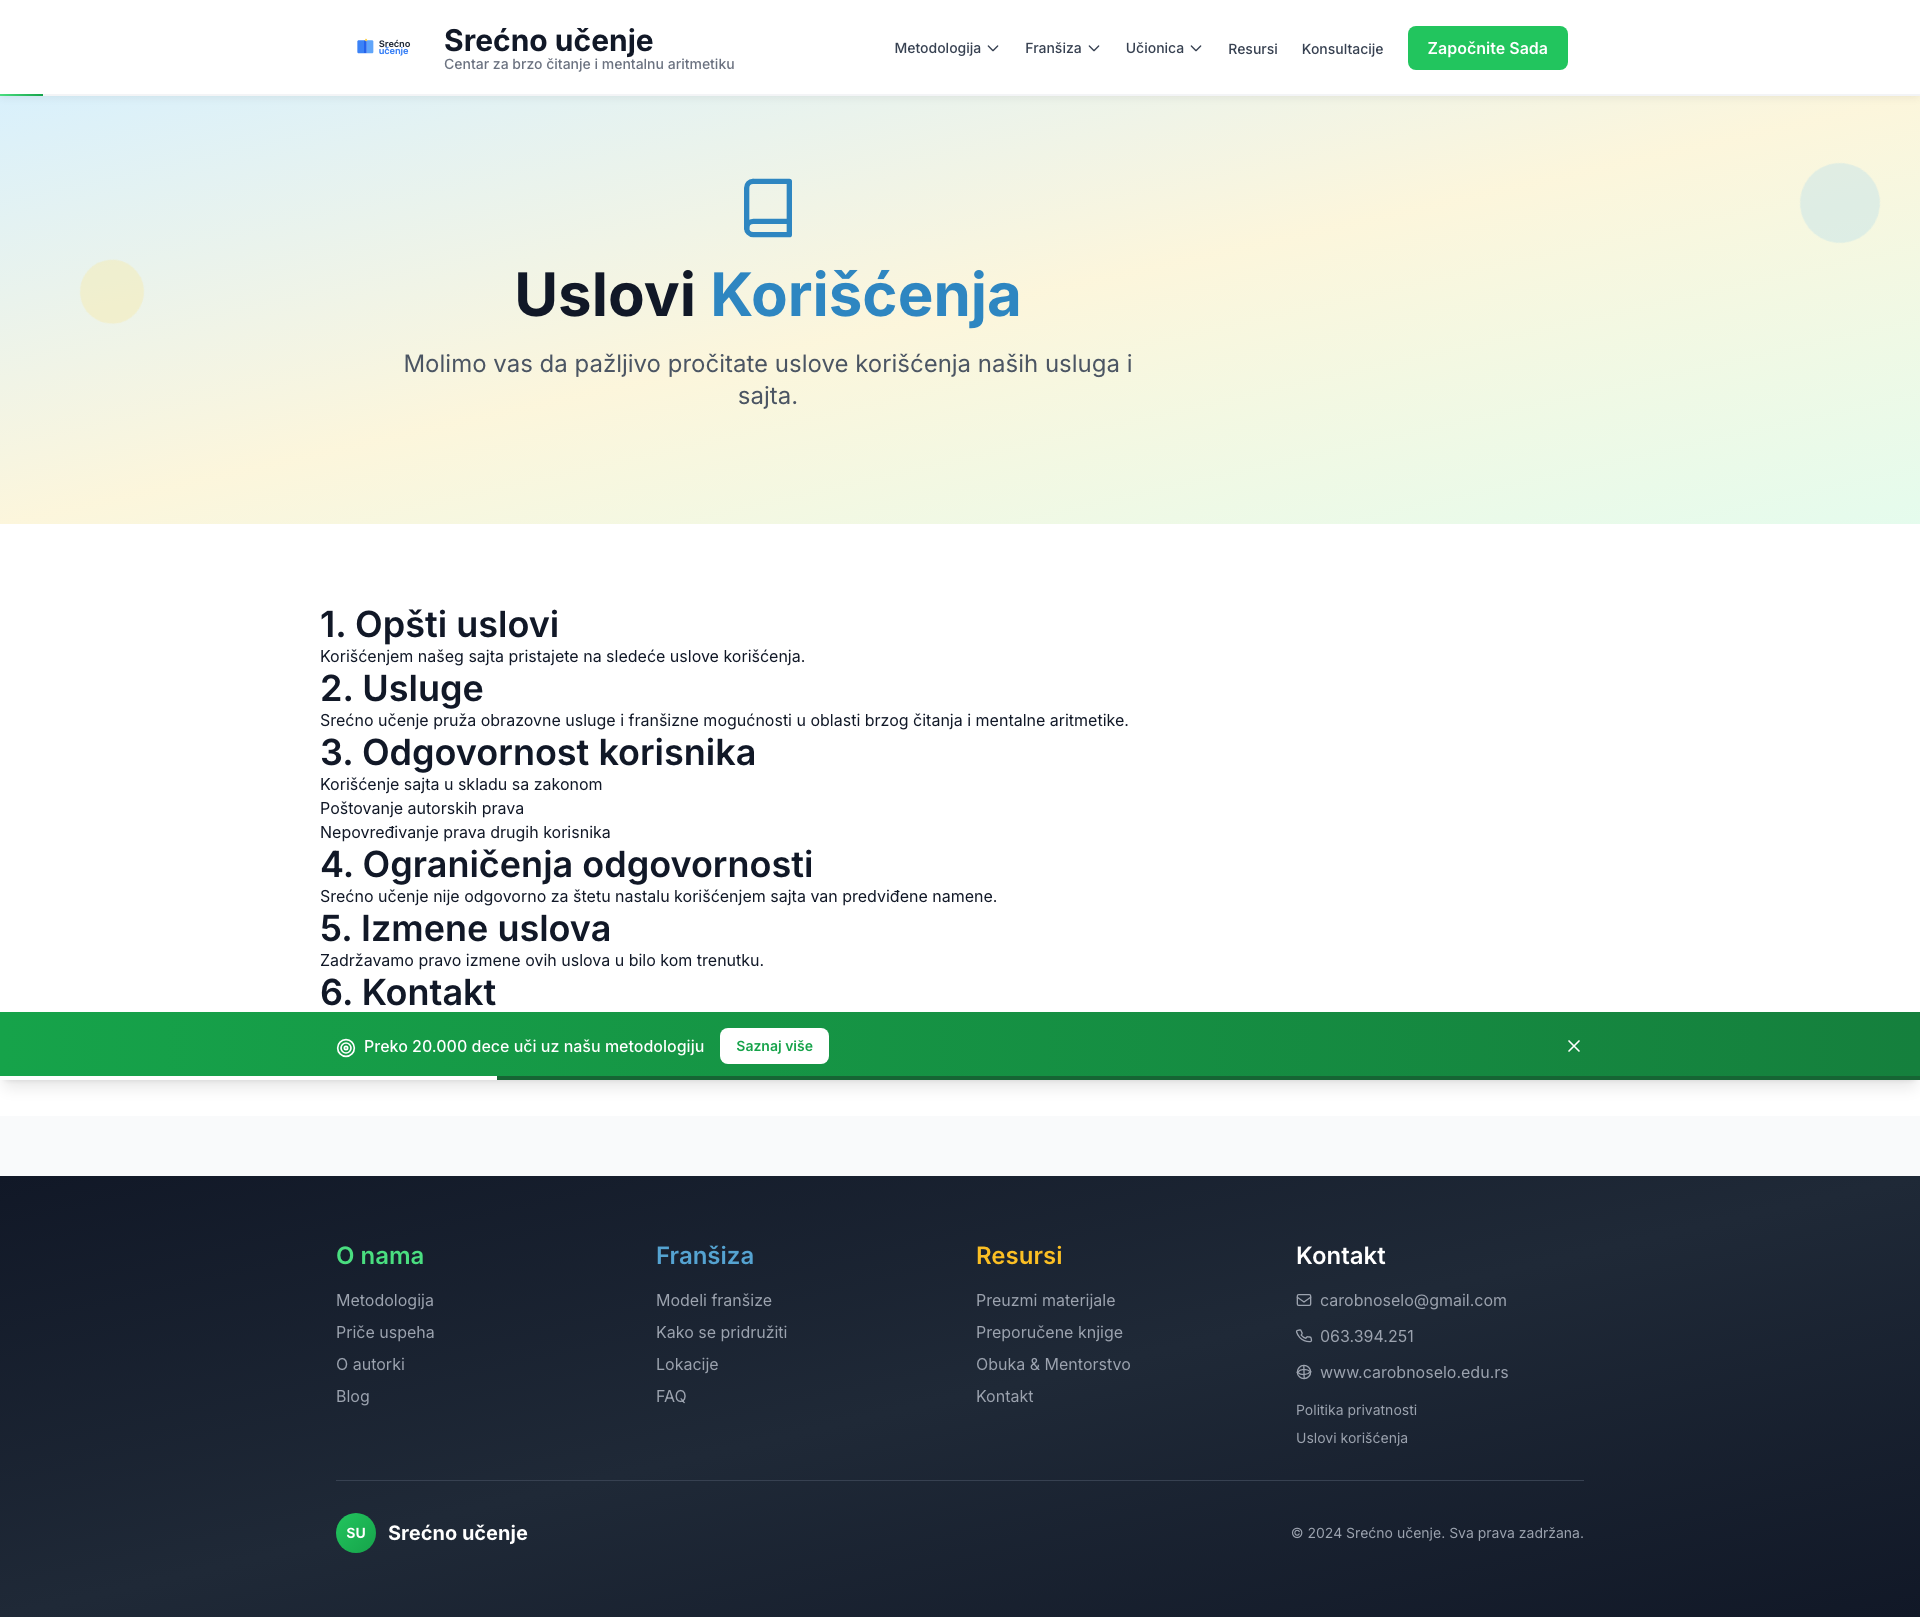 Srećno
učenje
Srećno učenje
Centar za brzo čitanje i mentalnu aritmetiku
Metodologija
Franšiza
Učionica
Resursi
Konsultacije
Započnite Sada
Uslovi Korišćenja
Molimo vas da pažljivo pročitate uslove korišćenja naših usluga i
sajta.
1. Opšti uslovi
Korišćenjem našeg sajta pristajete na sledeće uslove korišćenja.
2. Usluge
Srećno učenje pruža obrazovne usluge i franšizne mogućnosti u oblasti brzog čitanja i mentalne aritmetike.
3. Odgovornost korisnika
Korišćenje sajta u skladu sa zakonom
Poštovanje autorskih prava
Nepovređivanje prava drugih korisnika
4. Ograničenja odgovornosti
Srećno učenje nije odgovorno za štetu nastalu korišćenjem sajta van predviđene namene.
5. Izmene uslova
Zadržavamo pravo izmene ovih uslova u bilo kom trenutku.
6. Kontakt
Preko 20.000 dece uči uz našu metodologiju
Saznaj više
O nama
Metodologija
Priče uspeha
O autorki
Blog
Franšiza
Modeli franšize
Kako se pridružiti
Lokacije
FAQ
Resursi
Preuzmi materijale
Preporučene knjige
Obuka & Mentorstvo
Kontakt
Kontakt
carobnoselo@gmail.com
063.394.251
www.carobnoselo.edu.rs
Politika privatnosti
Uslovi korišćenja
SU
Srećno učenje
© 2024 Srećno učenje. Sva prava zadržana.